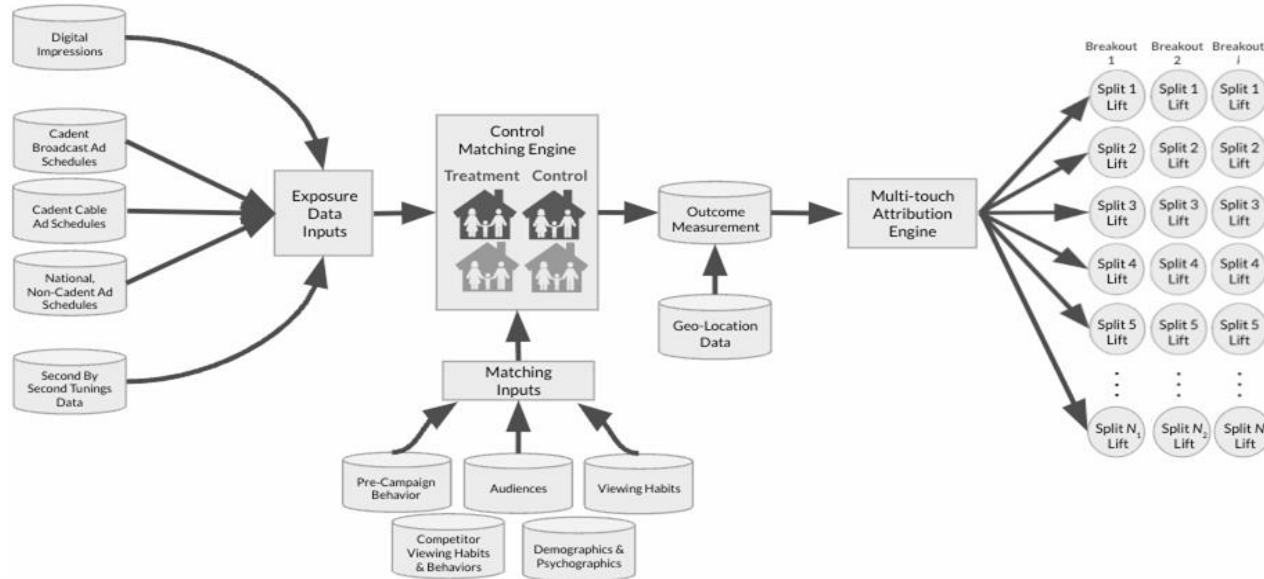 Digital
Impressions
Cadent
Broadcast Ad
Schedules
Cadent Cable
Ad Schedules
National,
Non-Cadent Ad
Schedules
Second By
Second Tunings
Data
Exposure
Data
Inputs
Control
Matching Engine
Treatment Control
Matching
Inputs
Pre-Campaign
Behavior
Audiences
Viewing Habits
Competitor
Viewing Habits
& Behaviors
Demographics &
Psychographics
Outcome
Measurement
Geo-Location
Data
Multi-touch
Attribution
Engine
Breakout Breakout Breakout
1 2 i
Split 1 Split 1 Split 1
Lift Lift Lift
Split 2 Split 2 Split 2
Lift Lift Lift
Split 3 Split 3 Split 3
Lift Lift Lift
Split 4 Split 4 Split 4
Lift Lift Lift
Split 5 Split 5 Split 5
Lift Lift Lift
Split N₁ Split N₂ Split N
Lift Lift Lift